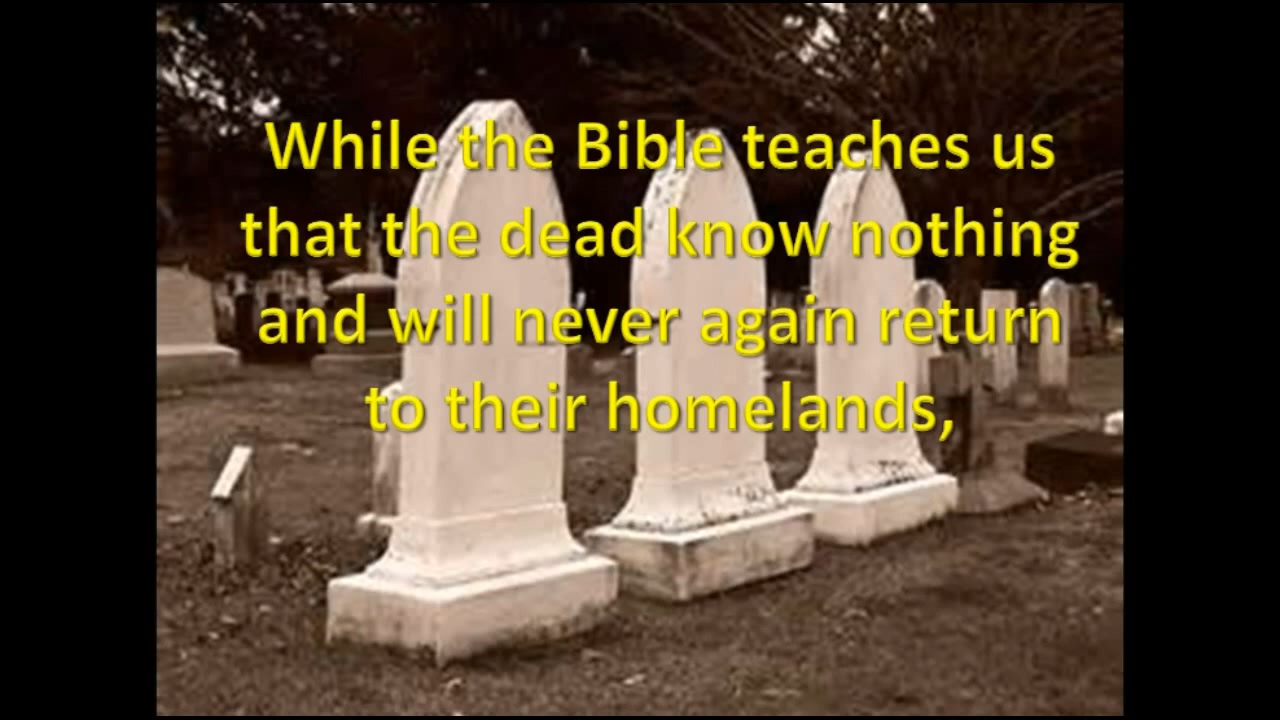 While the Bible teaches us
that the dead know nothing
and will never again return
to their homelands,